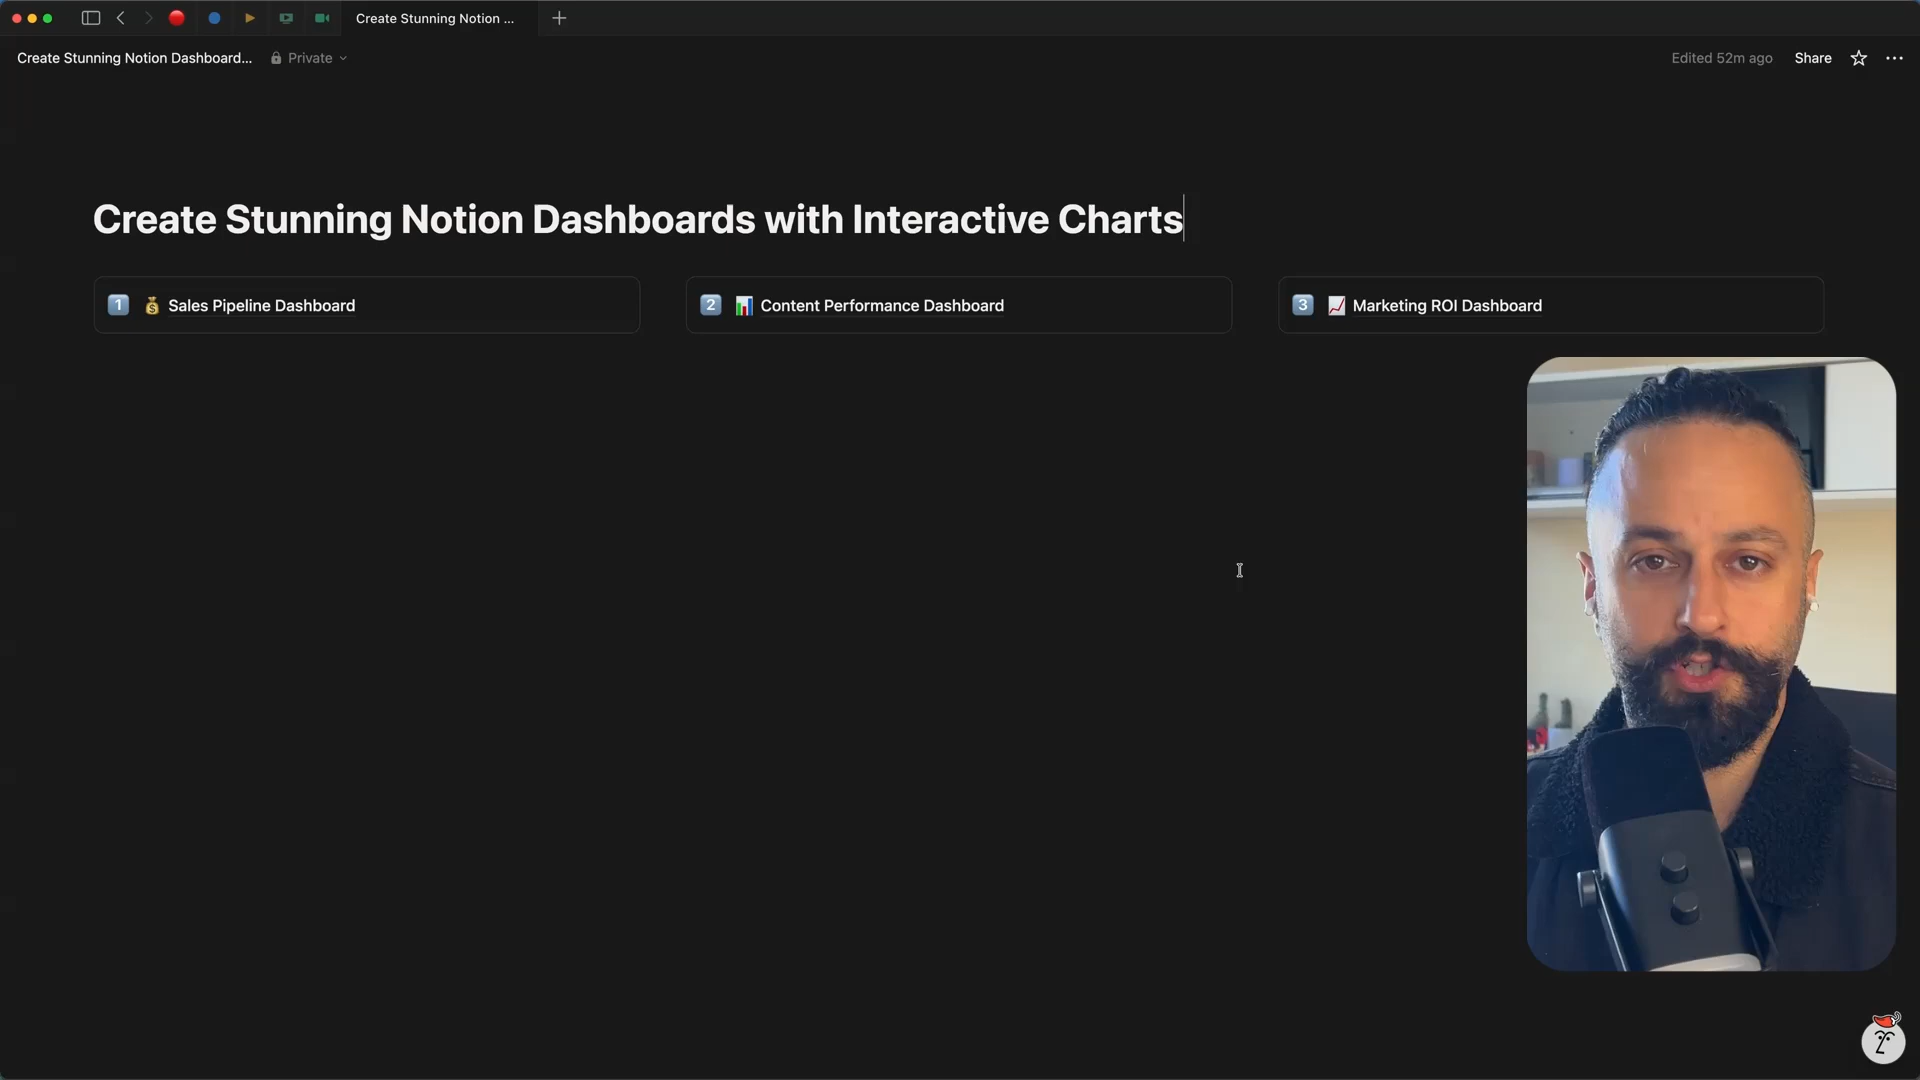 Create Stunning Notion ...
Create Stunning Notion Dashboard... Private
Edited 52m ago Share
Create Stunning Notion Dashboards with Interactive Charts
1 Sales Pipeline Dashboard
2 Content Performance Dashboard
3 Marketing ROI Dashboard